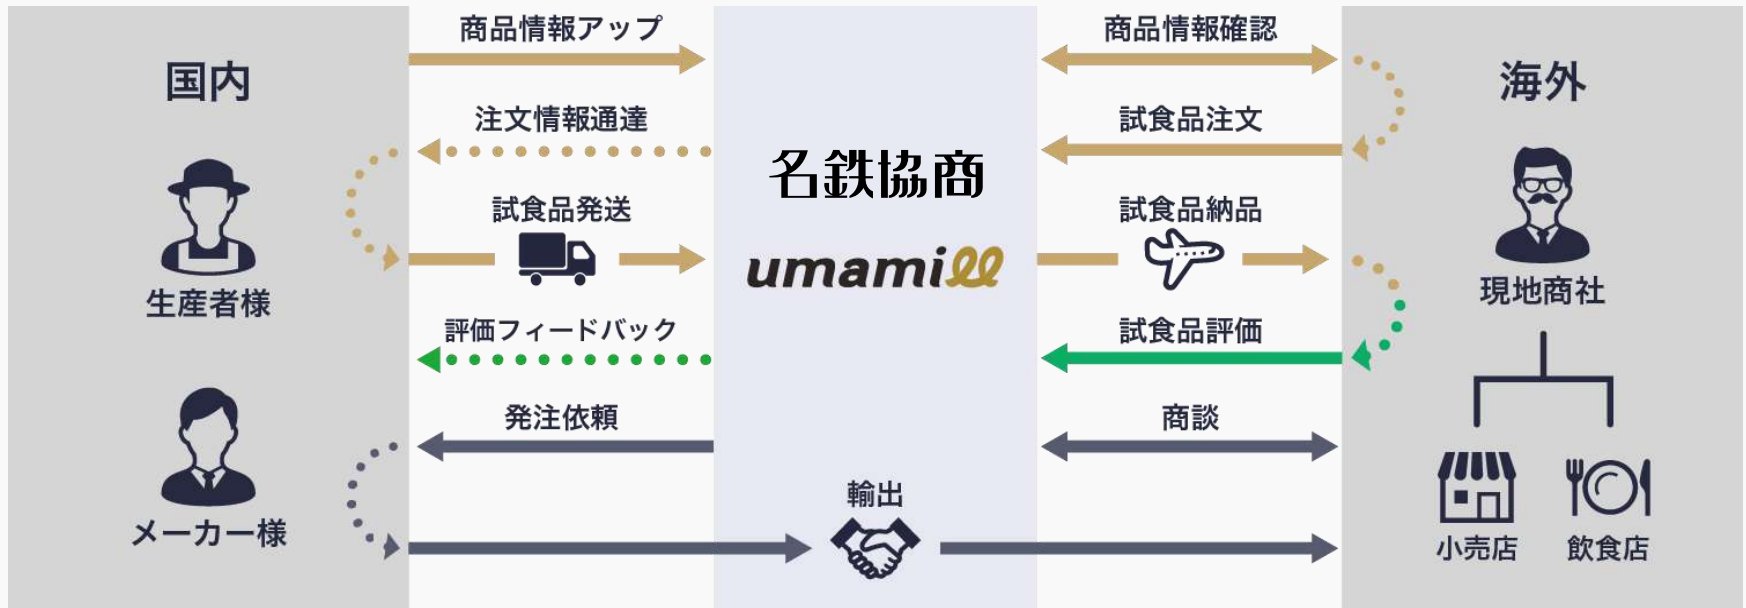 国内
生産者様
メーカー様
商品情報アップ
注文情報通達
試食品発送
評価フィードバック
発注依頼
名鉄協商
umamill
輸出
商品情報確認
試食品注文
試食品納品
試食品評価
商談
海外
現地商社
小売店
飲食店